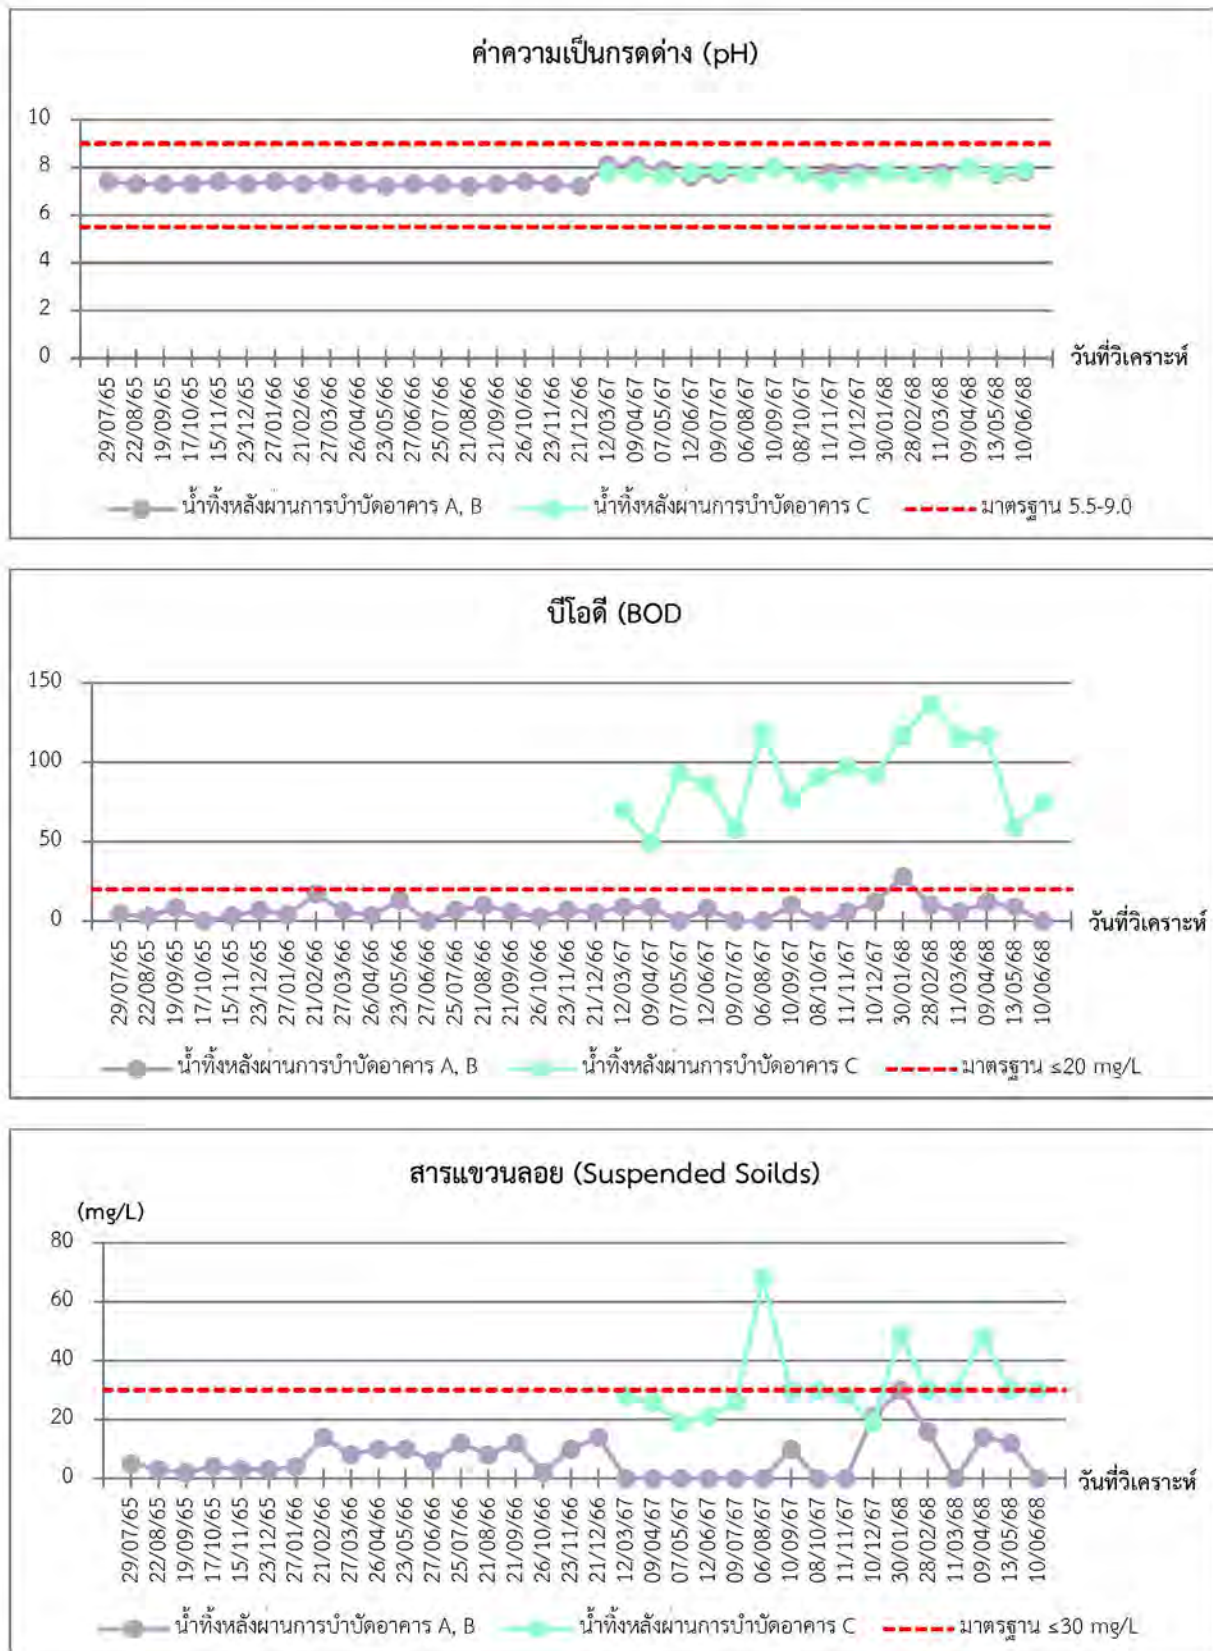 ค่าความเป็นกรดด่าง (pH)
10
8
6
4
2
0
วันที่วิเคราะห์
29/07/65 22/08/65 19/09/65 17/10/65 15/11/65 23/12/65 27/01/66 21/02/66 27/03/66 26/04/66 23/05/66 27/06/66 25/07/66 21/08/66 21/09/66 26/10/66 23/11/66 21/12/66 12/03/67 09/04/67 07/05/67 12/06/67 09/07/67 06/08/67 10/09/67 08/10/67 11/11/67 10/12/67 30/01/68 28/02/68 11/03/68 09/04/68 13/05/68 10/06/68
น้ำทิ้งหลังผ่านการบำบัดอาคาร A, B น้ำทิ้งหลังผ่านการบำบัดอาคาร C มาตรฐาน 5.5-9.0
บีโอดี (BOD
150
100
50
0
วันที่วิเคราะห์
29/07/65 22/08/65 19/09/65 17/10/65 15/11/65 23/12/65 27/01/66 21/02/66 27/03/66 26/04/66 23/05/66 27/06/66 25/07/66 21/08/66 21/09/66 26/10/66 23/11/66 21/12/66 12/03/67 09/04/67 07/05/67 12/06/67 09/07/67 06/08/67 10/09/67 08/10/67 11/11/67 10/12/67 30/01/68 28/02/68 11/03/68 09/04/68 13/05/68 10/06/68
น้ำทิ้งหลังผ่านการบำบัดอาคาร A, B น้ำทิ้งหลังผ่านการบำบัดอาคาร C มาตรฐาน ≤20 mg/L
สารแขวนลอย (Suspended Soilds)
(mg/L)
80
60
40
20
0
วันที่วิเคราะห์
29/07/65 22/08/65 19/09/65 17/10/65 15/11/65 23/12/65 27/01/66 21/02/66 27/03/66 26/04/66 23/05/66 27/06/66 25/07/66 21/08/66 21/09/66 26/10/66 23/11/66 21/12/66 12/03/67 09/04/67 07/05/67 12/06/67 09/07/67 06/08/67 10/09/67 08/10/67 11/11/67 10/12/67 30/01/68 28/02/68 11/03/68 09/04/68 13/05/68 10/06/68
น้ำทิ้งหลังผ่านการบำบัดอาคาร A, B น้ำทิ้งหลังผ่านการบำบัดอาคาร C มาตรฐาน ≤30 mg/L